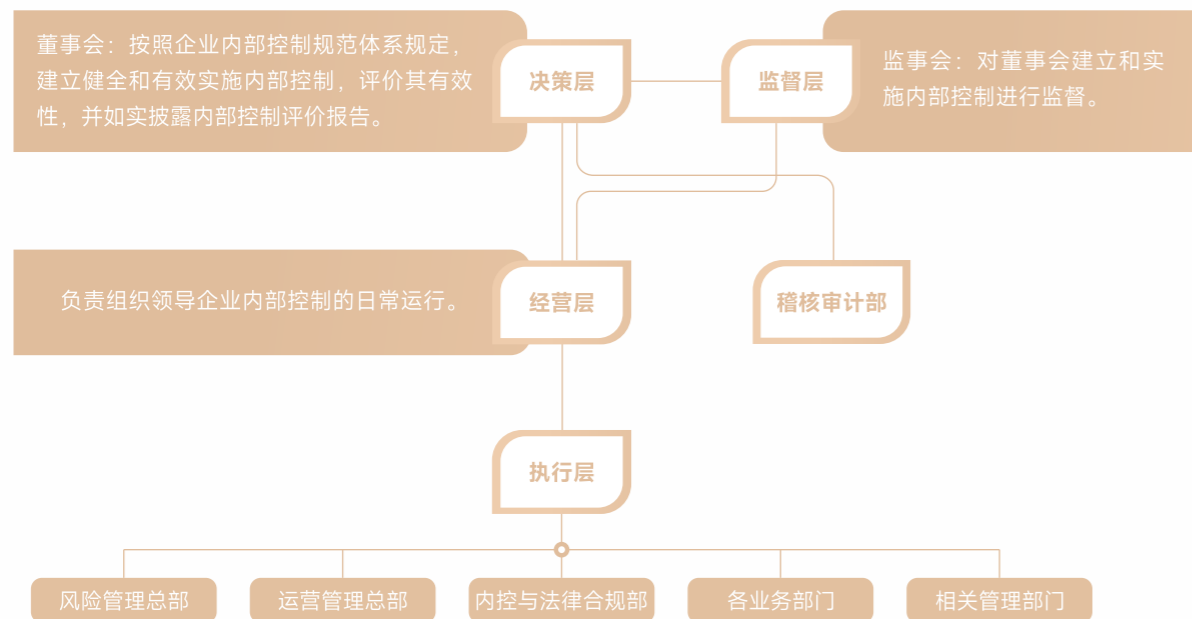 董事会：按照企业内部控制规范体系规定，
建立健全和有效实施内部控制，评价其有效
性，并如实披露内部控制评价报告。
决策层
监督层
监事会：对董事会建立和实
施内部控制进行监督。
负责组织领导企业内部控制的日常运行。
经营层
稽核审计部
执行层
风险管理总部
运营管理总部
内控与法律合规部
各业务部门
相关管理部门